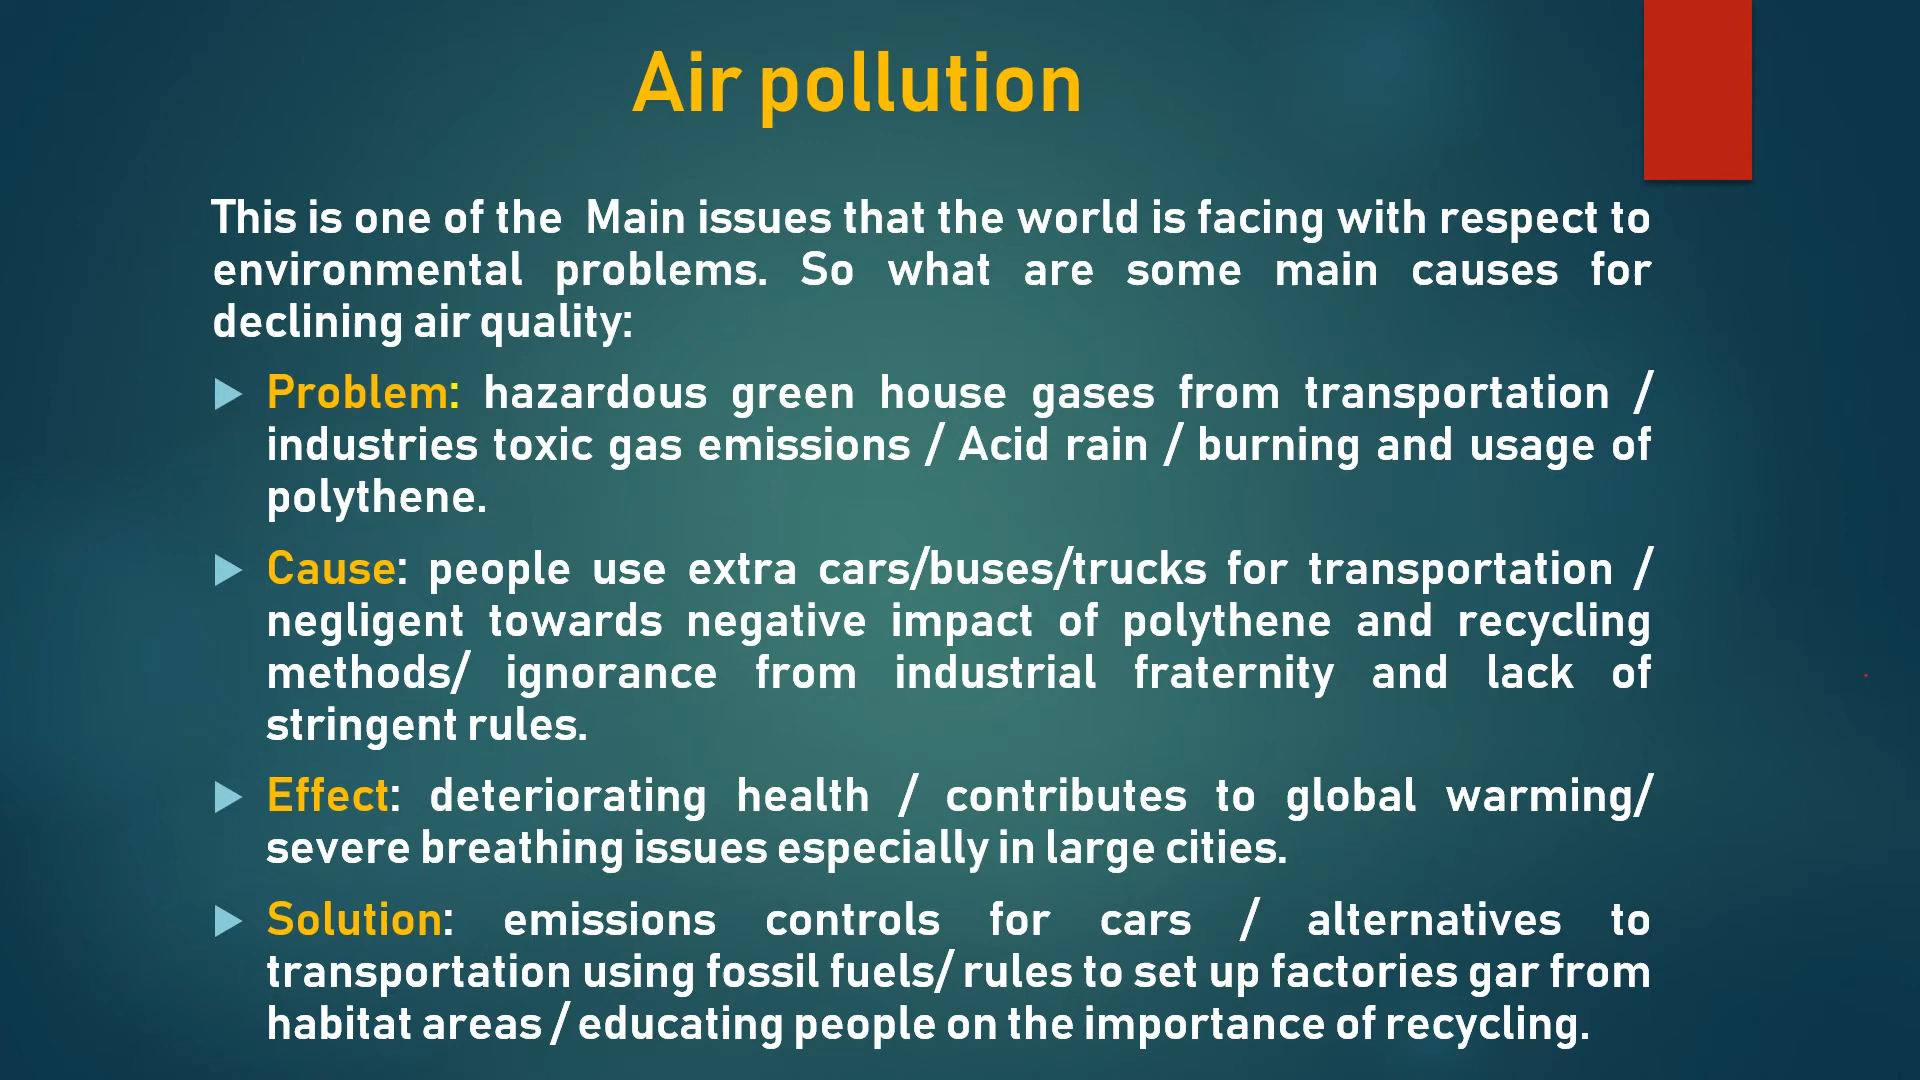 Air pollution
This is one of the Main issues that the world is facing with respect to
environmental problems. So what are some main causes for
declining air quality:
Problem: hazardous green house gases from transportation /
industries toxic gas emissions / Acid rain / burning and usage of
polythene.
Cause: people use extra cars/buses/trucks for transportation /
negligent towards negative impact of polythene and recycling
methods/ ignorance from industrial fraternity and lack of
stringent rules.
Effect: deteriorating health / contributes to global warming/
severe breathing issues especially in large cities.
Solution: emissions controls for cars / alternatives to
transportation using fossil fuels/ rules to set up factories gar from
habitat areas / educating people on the importance of recycling.